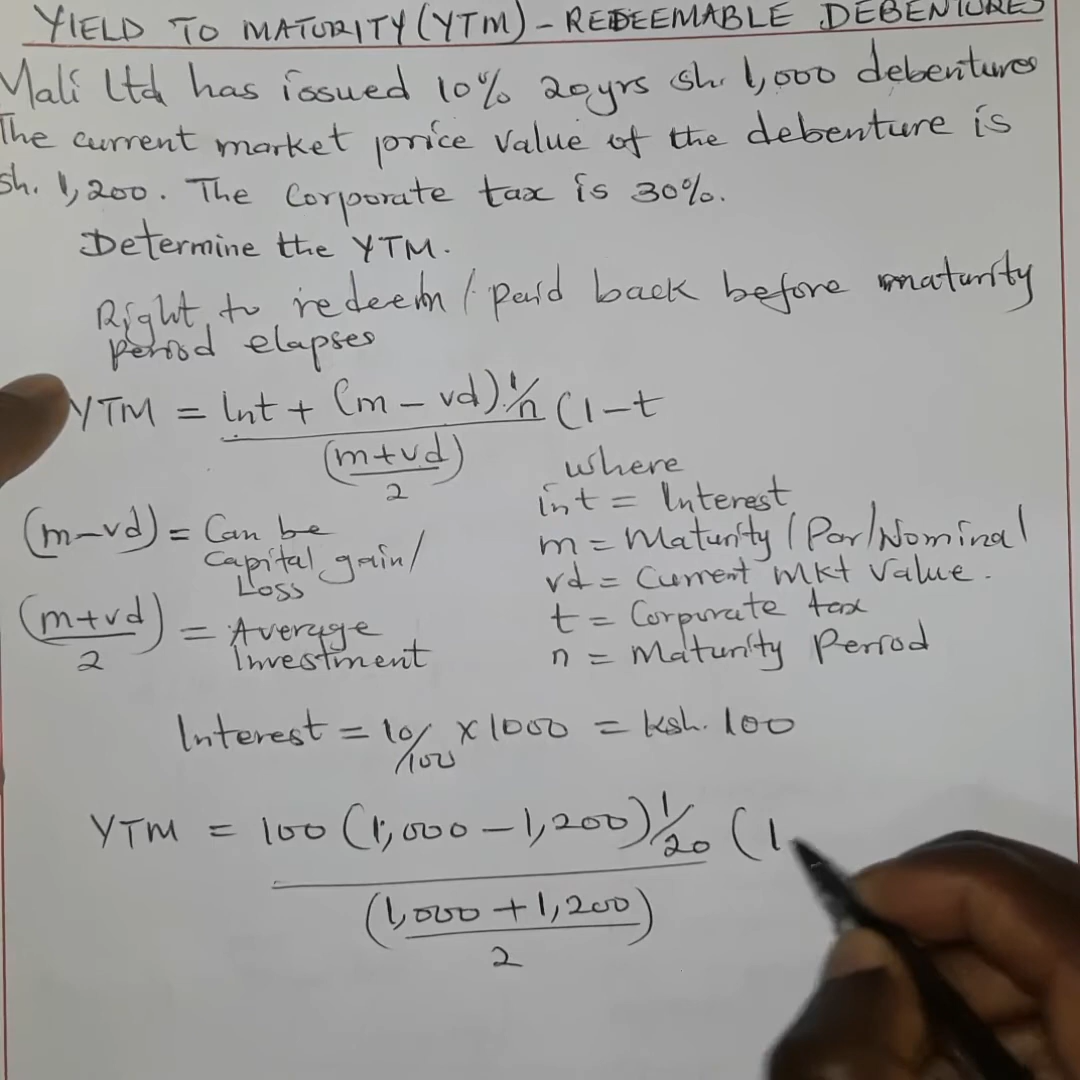 YIELD TO MATURITY (YTM) - REDEEMABLE DEBENTURES
Mali Ltd has issued 10% 20yrs sh. 1,000 debentures
The current market price value of the debenture is
sh. 1,200. The Corporate tax is 30%.
Determine the YTM.
Right to redeem / paid back before maturity
period elapses
YTM = Int + (m - vd) 1/n (1-t
(m+vd)
2
where
int = Interest
m = Maturity / Par/Nominal
vd = Current mkt Value.
t = Corporate tax
n = Maturity Period
(m-vd) = Can be
Capital gain/
Loss
(m+vd) = Average
2 Investment
Interest = 10/100 x 1000 = ksh. 100
YTM = 100 (1,000 - 1,200) 1/20 (1
(1,000 + 1,200)
2